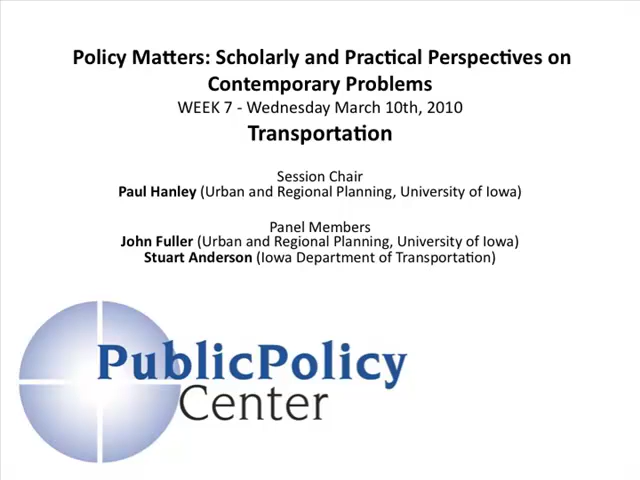 Policy Matters: Scholarly and Practical Perspectives on
Contemporary Problems
WEEK 7 - Wednesday March 10th, 2010
Transportation
Session Chair
Paul Hanley (Urban and Regional Planning, University of Iowa)
Panel Members
John Fuller (Urban and Regional Planning, University of Iowa)
Stuart Anderson (Iowa Department of Transportation)
PublicPolicy
Center